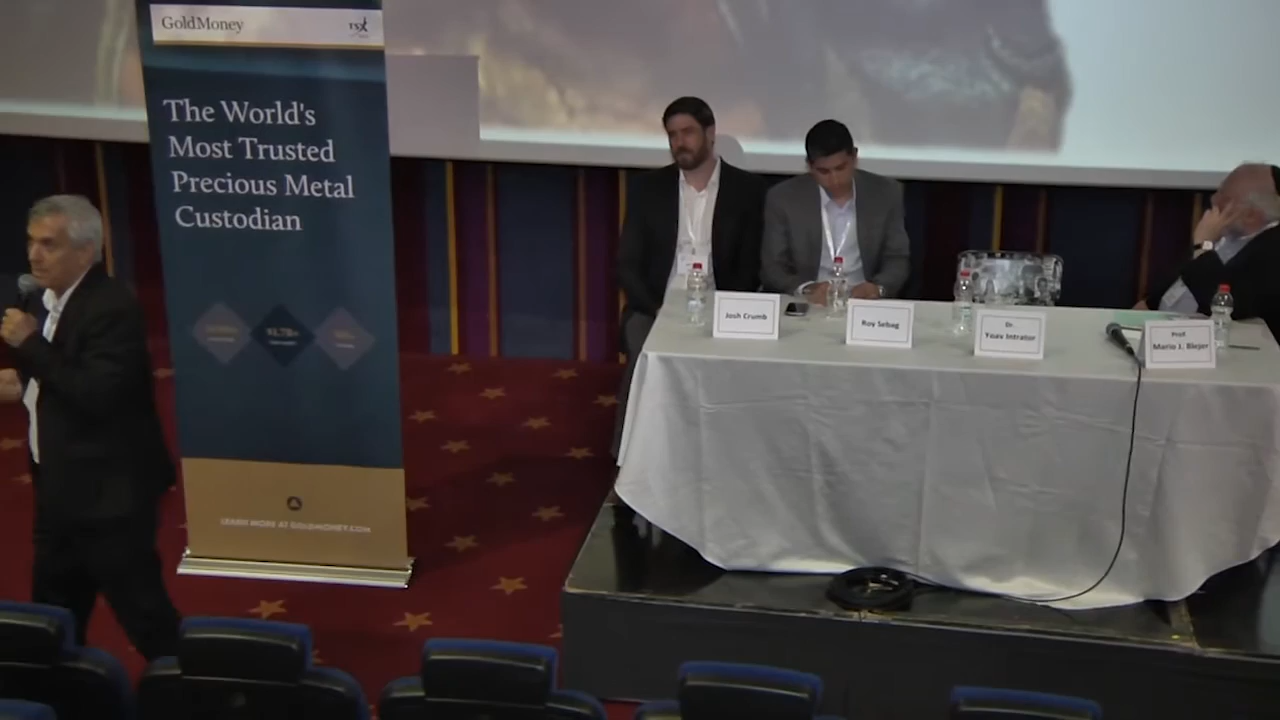 GoldMoney
TSX
The World's
Most Trusted
Precious Metal
Custodian
LEARN MORE AT GOLDMONEY.COM
Josh Crumb
Roy Sebag
Dr.
Yoav Intrator
Prof.
Mario J. Blejer